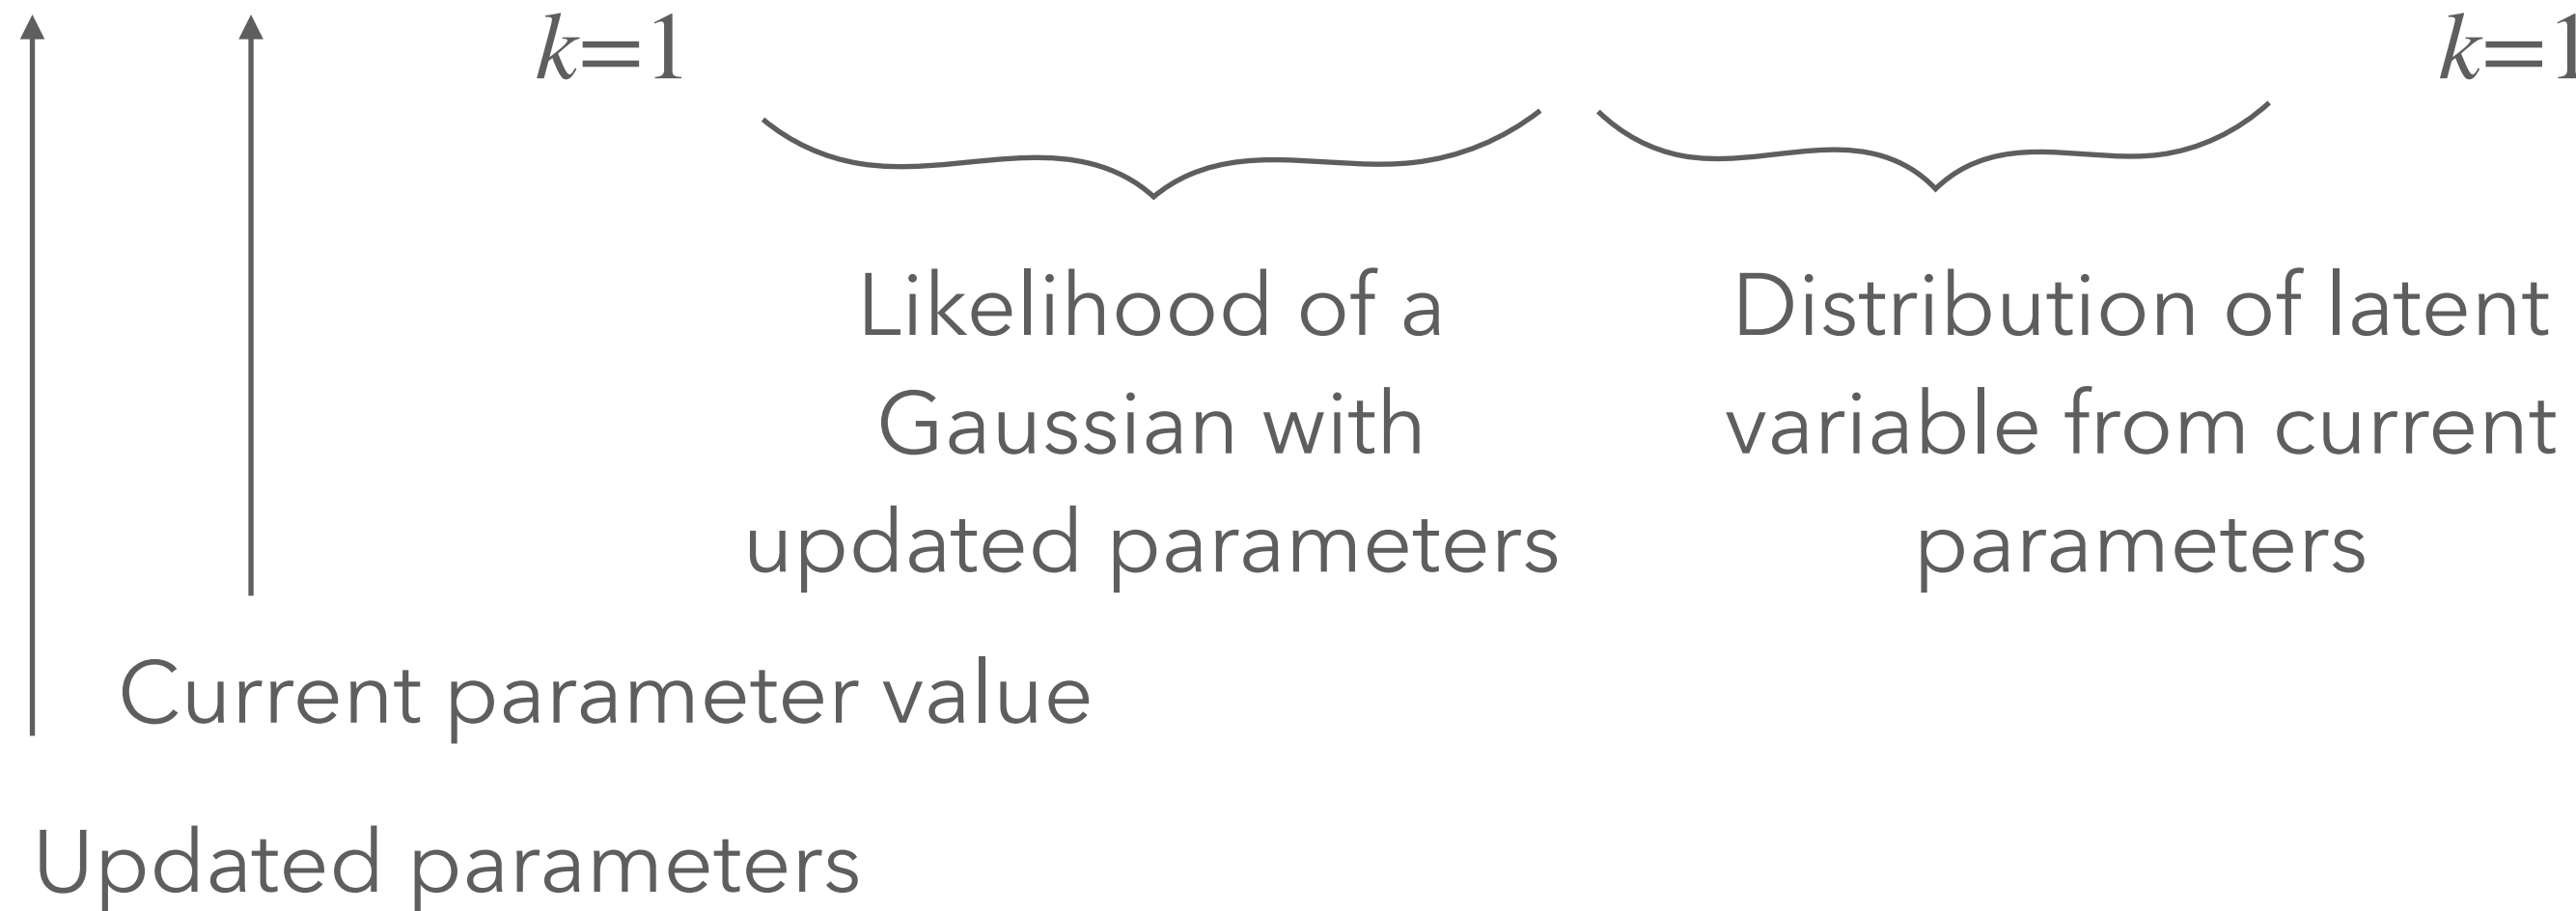 k=1 k=1
Likelihood of a
Gaussian with
updated parameters
Distribution of latent
variable from current
parameters
Current parameter value
Updated parameters